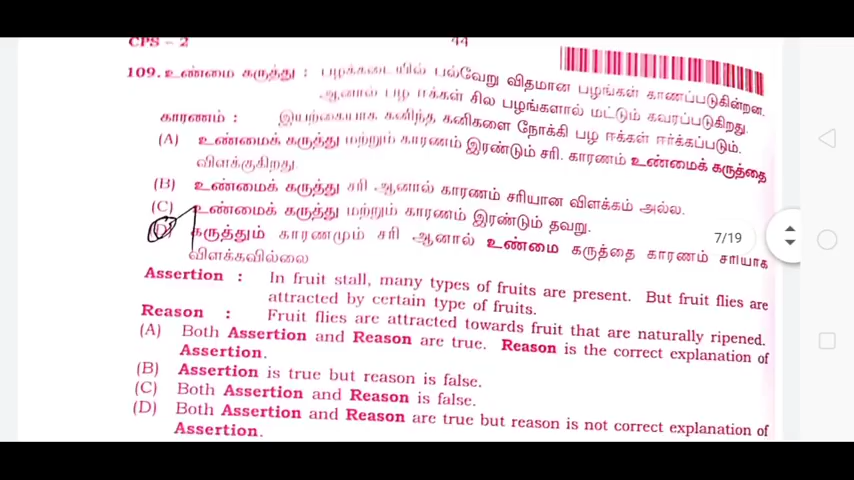 CPS - 2
44
109. உண்மை கருத்து : பழக்கடையில் பல்வேறு விதமான பழங்கள் காணப்படுகின்றன.
ஆனால் பழ ஈக்கள் சில பழங்களால் மட்டும் கவரப்படுகிறது.
காரணம் : இயற்கையாக கனிந்த கனிகளை நோக்கி பழ ஈக்கள் ஈர்க்கப்படும்.
(A) உண்மைக் கருத்து மற்றும் காரணம் இரண்டும் சரி. காரணம் உண்மைக் கருத்தை
விளக்குகிறது.
(B) உண்மைக் கருத்து சரி ஆனால் காரணம் சரியான விளக்கம் அல்ல.
(C) உண்மைக் கருத்து மற்றும் காரணம் இரண்டும் தவறு.
(D) கருத்தும் காரணமும் சரி ஆனால் உண்மை கருத்தை காரணம் சரியாக
விளக்கவில்லை
7/19
Assertion : In fruit stall, many types of fruits are present. But fruit flies are
attracted by certain type of fruits.
Reason : Fruit flies are attracted towards fruit that are naturally ripened.
(A) Both Assertion and Reason are true. Reason is the correct explanation of
Assertion.
(B) Assertion is true but reason is false.
(C) Both Assertion and Reason is false.
(D) Both Assertion and Reason are true but reason is not correct explanation of
Assertion.